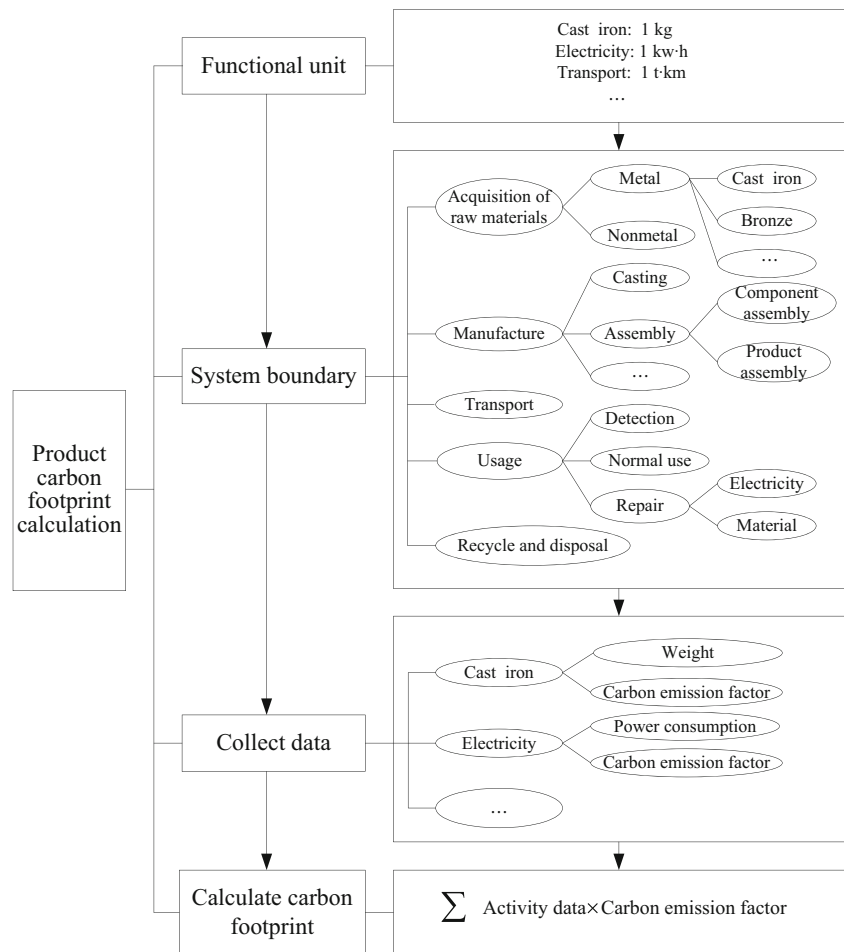 Functional unit
Cast iron: 1 kg
Electricity: 1 kw·h
Transport: 1 t·km
...
Product
carbon
footprint
calculation
System boundary
Acquisition of
raw materials
Metal
Cast iron
Bronze
...
Nonmetal
Manufacture
Casting
Assembly
Component
assembly
Product
assembly
...
Transport
Usage
Detection
Normal use
Repair
Electricity
Material
Recycle and disposal
Collect data
Cast iron
Weight
Carbon emission factor
Electricity
Power consumption
Carbon emission factor
...
Calculate carbon
footprint
∑ Activity data×Carbon emission factor